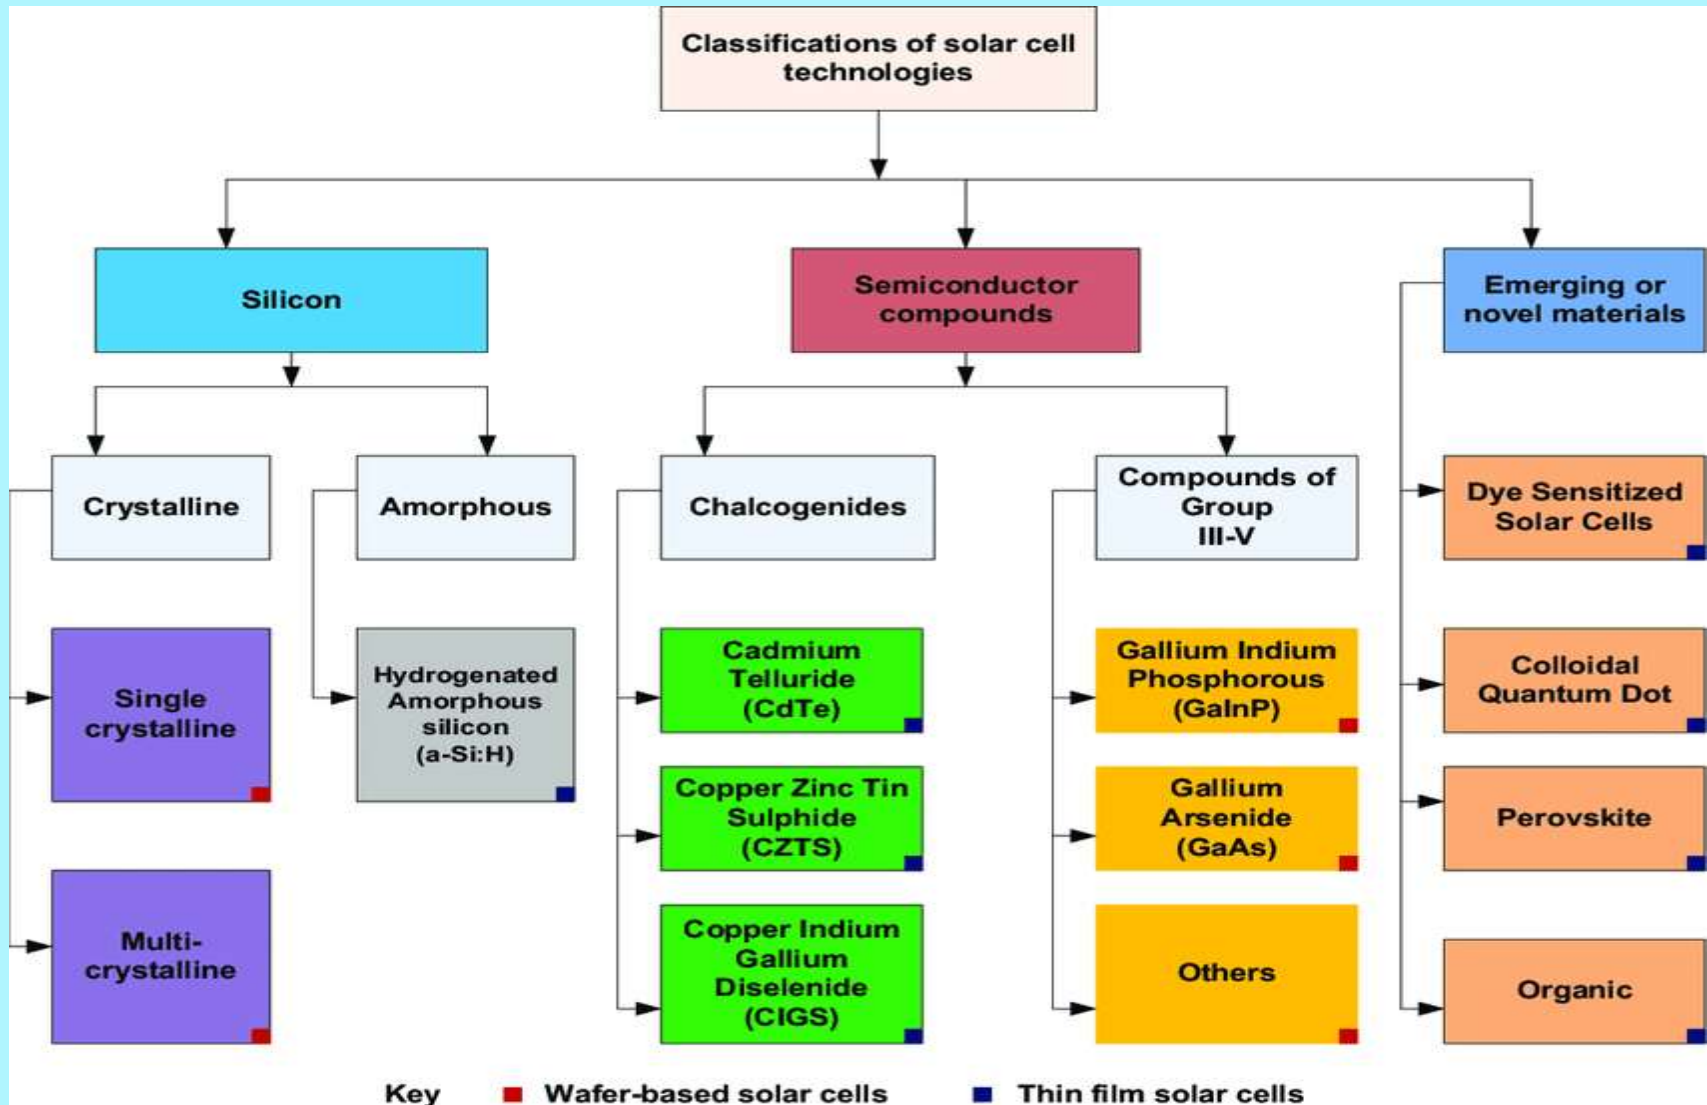 Classifications of solar cell
technologies
Silicon
Semiconductor
compounds
Emerging or
novel materials
Crystalline
Amorphous
Chalcogenides
Compounds of
Group
III-V
Dye Sensitized
Solar Cells
Single
crystalline
Hydrogenated
Amorphous
silicon
(a-Si:H)
Cadmium
Telluride
(CdTe)
Gallium Indium
Phosphorous
(GaInP)
Colloidal
Quantum Dot
Copper Zinc Tin
Sulphide
(CZTS)
Gallium
Arsenide
(GaAs)
Perovskite
Multi-
crystalline
Copper Indium
Gallium
Diselenide
(CIGS)
Others
Organic
Key
Wafer-based solar cells
Thin film solar cells